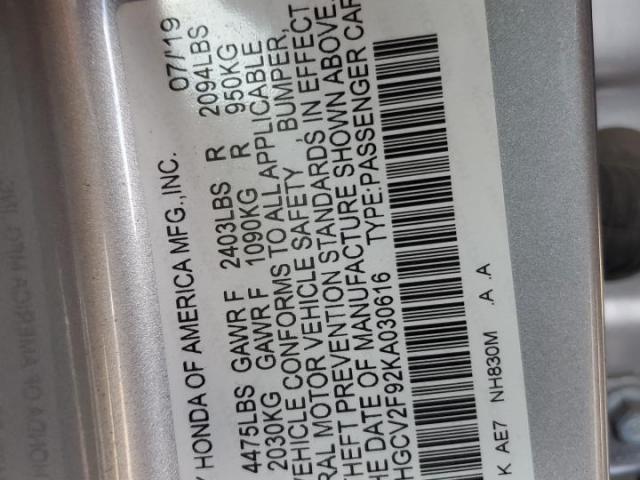 Y HONDA OF AMERICA MFG.,INC. 07/19
4475LBS GAWR F 2403LBS R 2094LBS
2030KG GAWR F 1090KG R 950KG
VEHICLE CONFORMS TO ALL APPLICABLE
RAL MOTOR VEHICLE SAFETY, BUMPER,
THEFT PREVENTION STANDARDS IN EFFECT
HE DATE OF MANUFACTURE SHOWN ABOVE.
HGCV2F92KA030616 TYPE:PASSENGER CAR
K AE7 NH830M .A .A